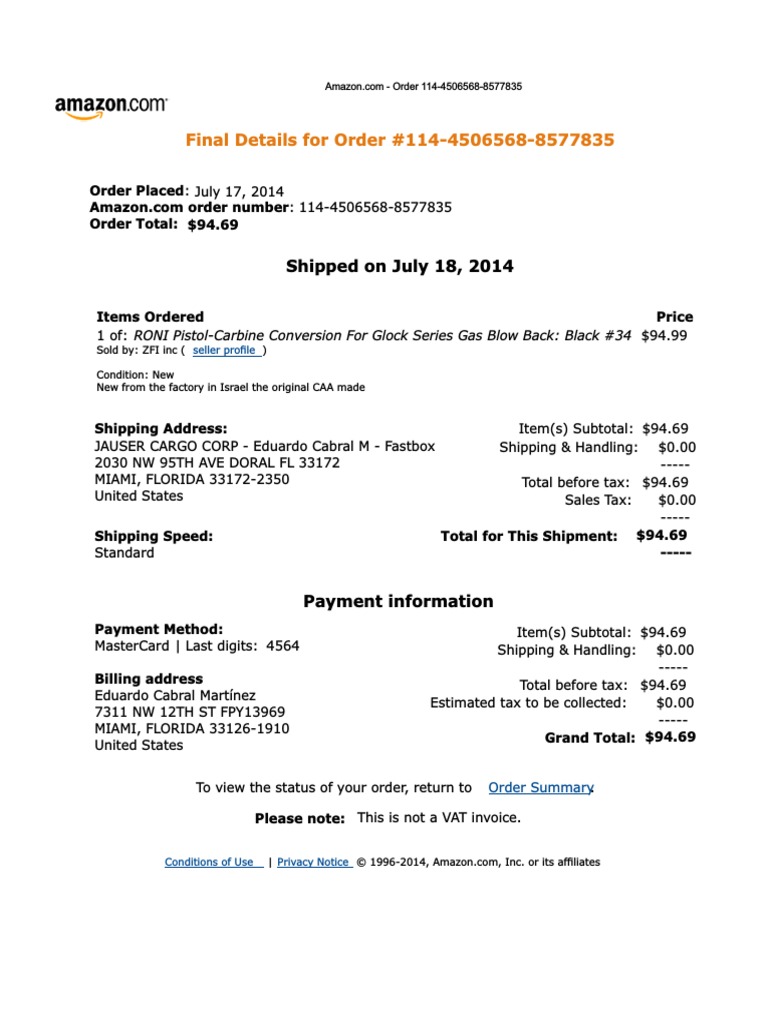 Amazon.com - Order 114-4506568-8577835
amazon.com
Final Details for Order #114-4506568-8577835
Order Placed: July 17, 2014
Amazon.com order number: 114-4506568-8577835
Order Total: $94.69
Shipped on July 18, 2014
Items Ordered Price
1 of: RONI Pistol-Carbine Conversion For Glock Series Gas Blow Back: Black #34 $94.99
Sold by: ZFI inc ( seller profile )
Condition: New
New from the factory in Israel the original CAA made
Shipping Address:
JAUSER CARGO CORP - Eduardo Cabral M - Fastbox
2030 NW 95TH AVE DORAL FL 33172
MIAMI, FLORIDA 33172-2350
United States
Shipping Speed:
Standard
Item(s) Subtotal: $94.69
Shipping & Handling: $0.00
-----
Total before tax: $94.69
Sales Tax: $0.00
-----
Total for This Shipment: $94.69
-----
Payment information
Payment Method:
MasterCard | Last digits: 4564
Billing address
Eduardo Cabral Martínez
7311 NW 12TH ST FPY13969
MIAMI, FLORIDA 33126-1910
United States
Item(s) Subtotal: $94.69
Shipping & Handling: $0.00
-----
Total before tax: $94.69
Estimated tax to be collected: $0.00
-----
Grand Total: $94.69
To view the status of your order, return to Order Summary.
Please note: This is not a VAT invoice.
Conditions of Use | Privacy Notice © 1996-2014, Amazon.com, Inc. or its affiliates